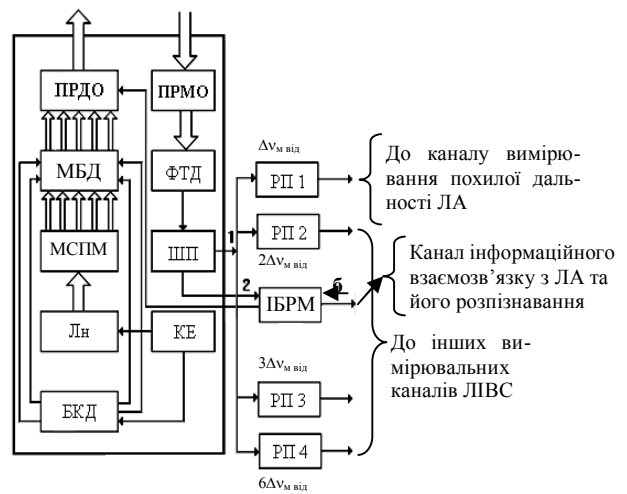 ПРДО
ПРМО
МБД
ФТД
МСПМ
ШП
Лн
КЕ
БКД
1
2
Δνм від
РП 1
РП 2
2Δνм від
ІБРМ
б
3Δνм від
РП 3
РП 4
6Δνм від
До каналу вимірю-
вання похилої даль-
ності ЛА
Канал інформаційного
взаємозв’язку з ЛА та
його розпізнавання
До інших ви-
мірювальних
каналів ЛІВС